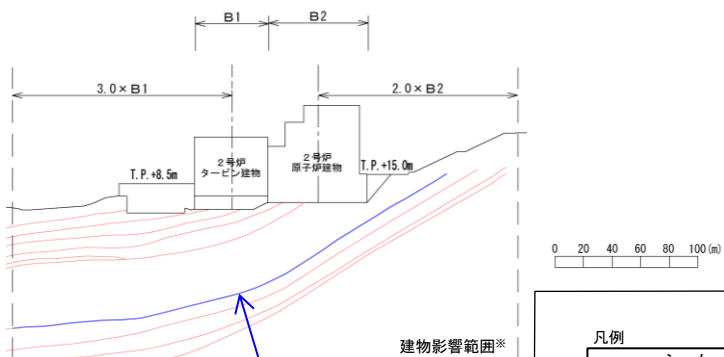 B1
B2
3.0×B1
2.0×B2
T.P.+8.5m
2号炉
タービン建物
2号炉
原子炉建物
T.P.+15.0m
0 20 40 60 80 100(m)
建物影響範囲※
凡例